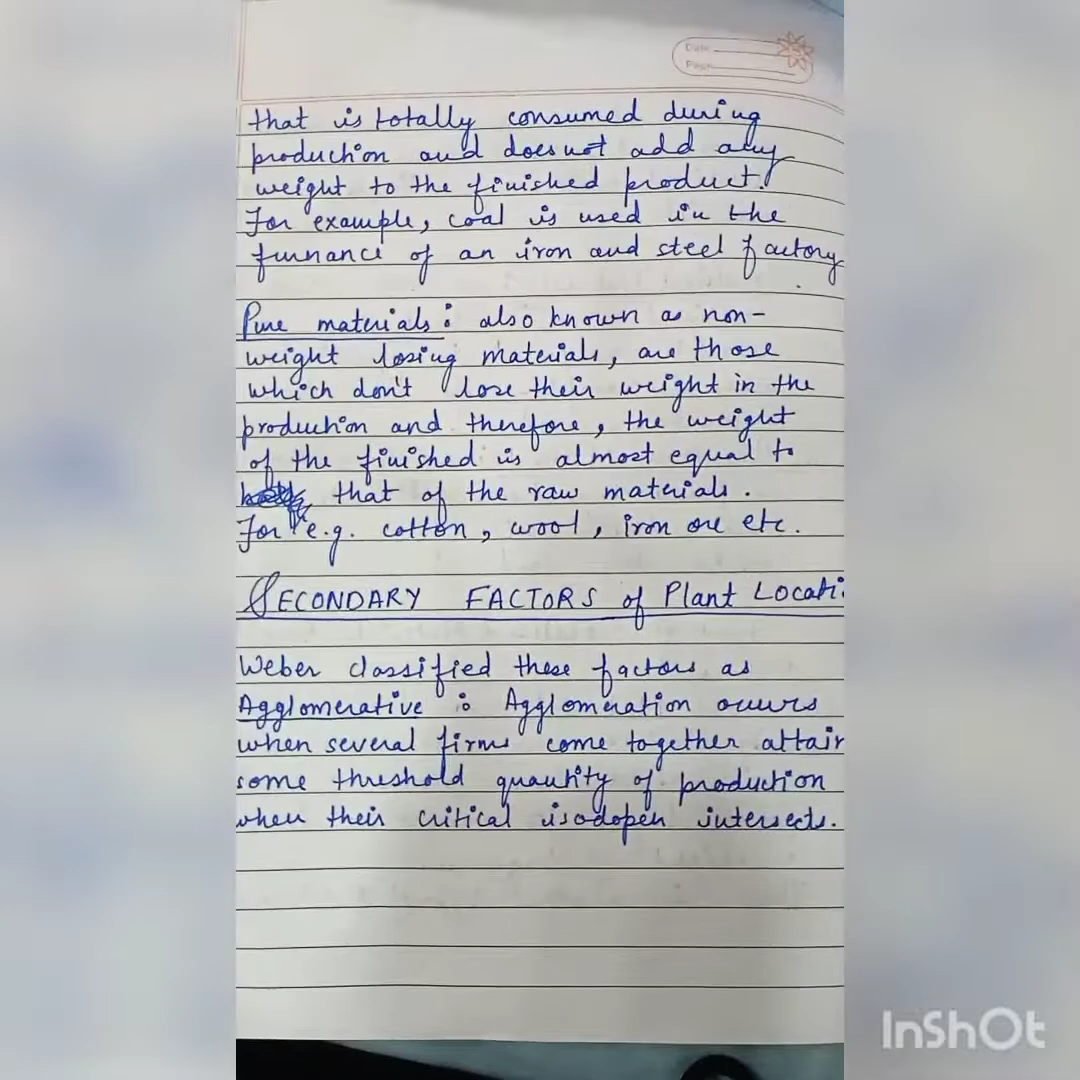 Date
Page
that is totally consumed during
production and does not add any
weight to the finished product.
For example, coal is used in the
furnance of an iron and steel factory
Pure materials : also known as non-
weight losing materials, are those
which don't lose their weight in the
production and therefore, the weight
of the finished is almost equal to
that of the raw materials.
For e.g. cotton, wool, iron ore etc.
SECONDARY FACTORS of Plant Locati
Weber classified these factors as
Agglomerative : Agglomeration occurs
when several firms come together attain
some threshold quantity of production
when their critical isodopen intersects.
InShOt